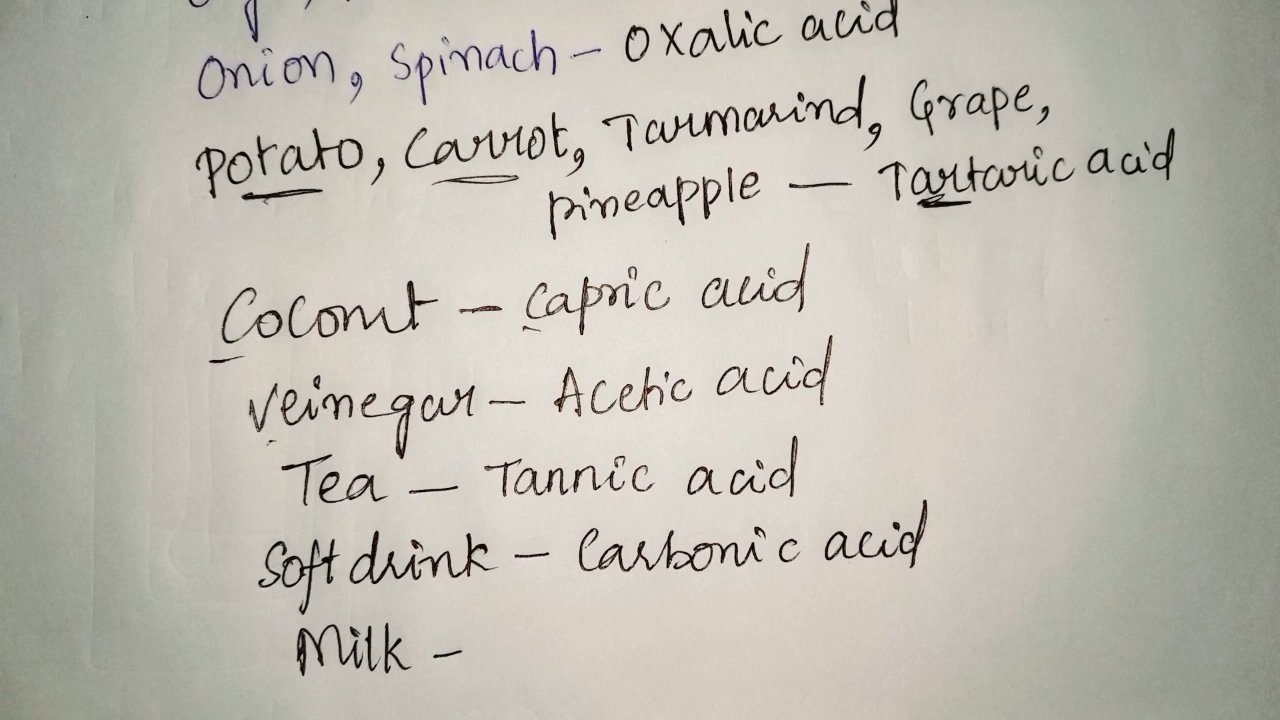 Onion, Spinach - Oxalic acid
Potato, Carrot, Tarmarind, Grape,
pineapple - Tartaric acid
Coconut - Capric acid
Veinegar - Acetic acid
Tea - Tannic acid
Soft drink - Carbonic acid
Milk -